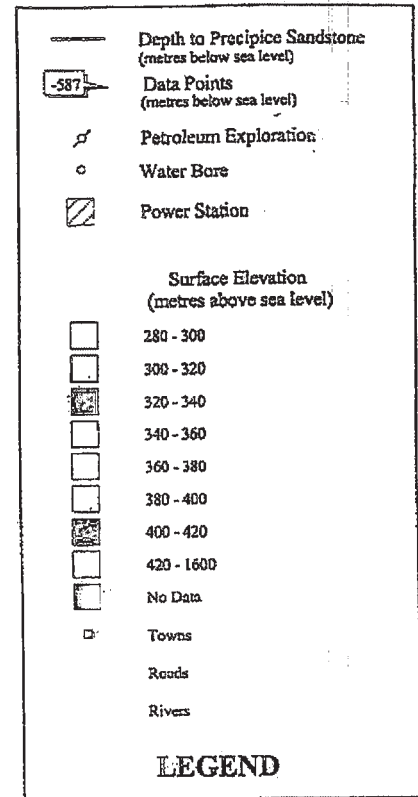 Depth to Precipice Sandstone
(metres below sea level)
-587
Data Points
(metres below sea level)
Petroleum Exploration
Water Bore
Power Station
Surface Elevation
(metres above sea level)
280 - 300
300 - 320
320 - 340
340 - 360
360 - 380
380 - 400
400 - 420
420 - 1600
No Data
Towns
Roads
Rivers
LEGEND